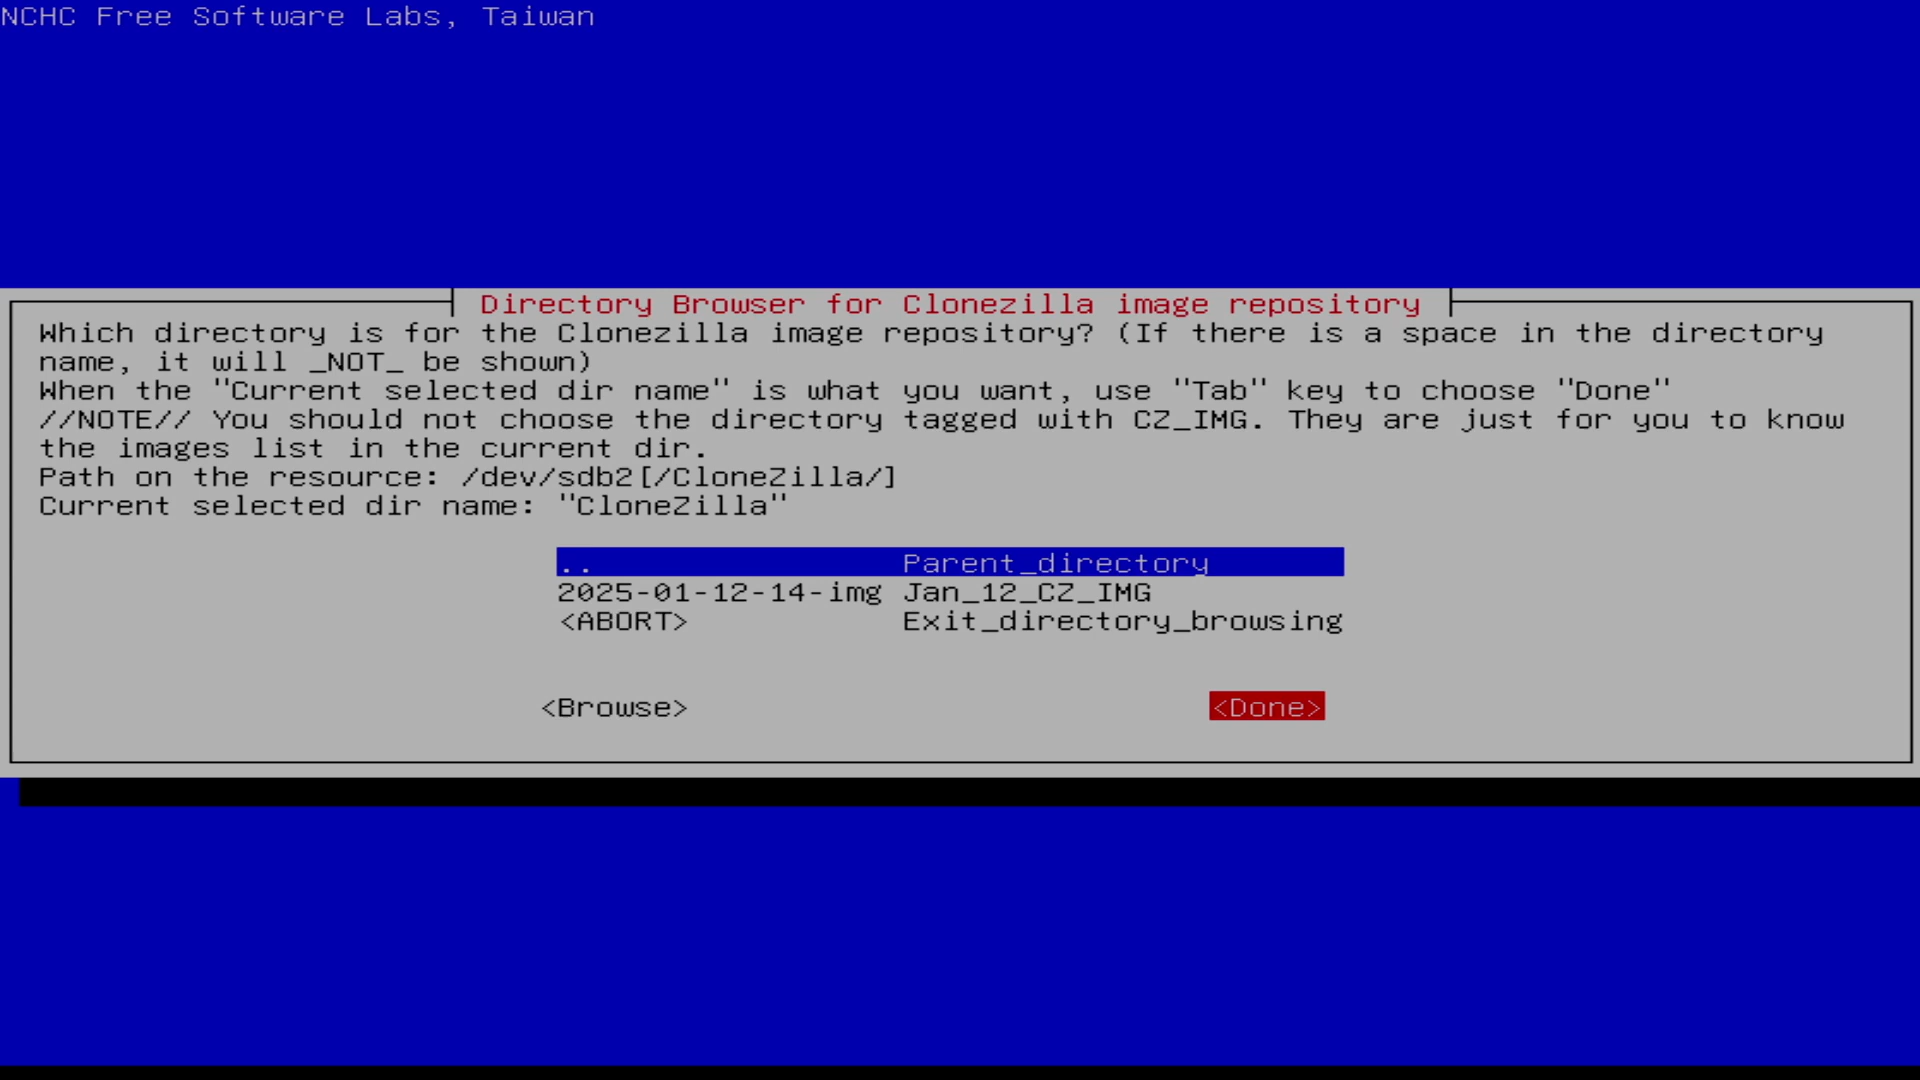 NCHC Free Software Labs, Taiwan
Directory Browser for Clonezilla image repository
Which directory is for the Clonezilla image repository? (If there is a space in the directory
name, it will _NOT_ be shown)
When the "Current selected dir name" is what you want, use "Tab" key to choose "Done"
//NOTE// You should not choose the directory tagged with CZ_IMG. They are just for you to know
the images list in the current dir.
Path on the resource: /dev/sdb2[/CloneZilla/]
Current selected dir name: "CloneZilla"
.. Parent_directory
2025-01-12-14-img Jan_12_CZ_IMG
<ABORT> Exit_directory_browsing
<Browse> <Done>